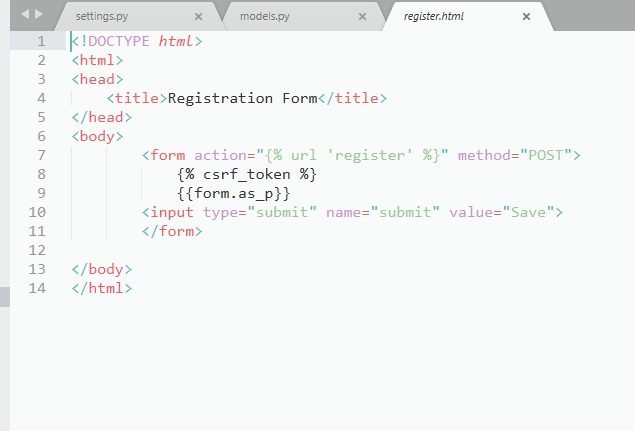 settings.py × models.py × register.html ×
1 <!DOCTYPE html>
2 <html>
3 <head>
4     <title>Registration Form</title>
5 </head>
6 <body>
7         <form action="{% url 'register' %}" method="POST">
8             {% csrf_token %}
9             {{form.as_p}}
10         <input type="submit" name="submit" value="Save">
11         </form>
12
13 </body>
14 </html>